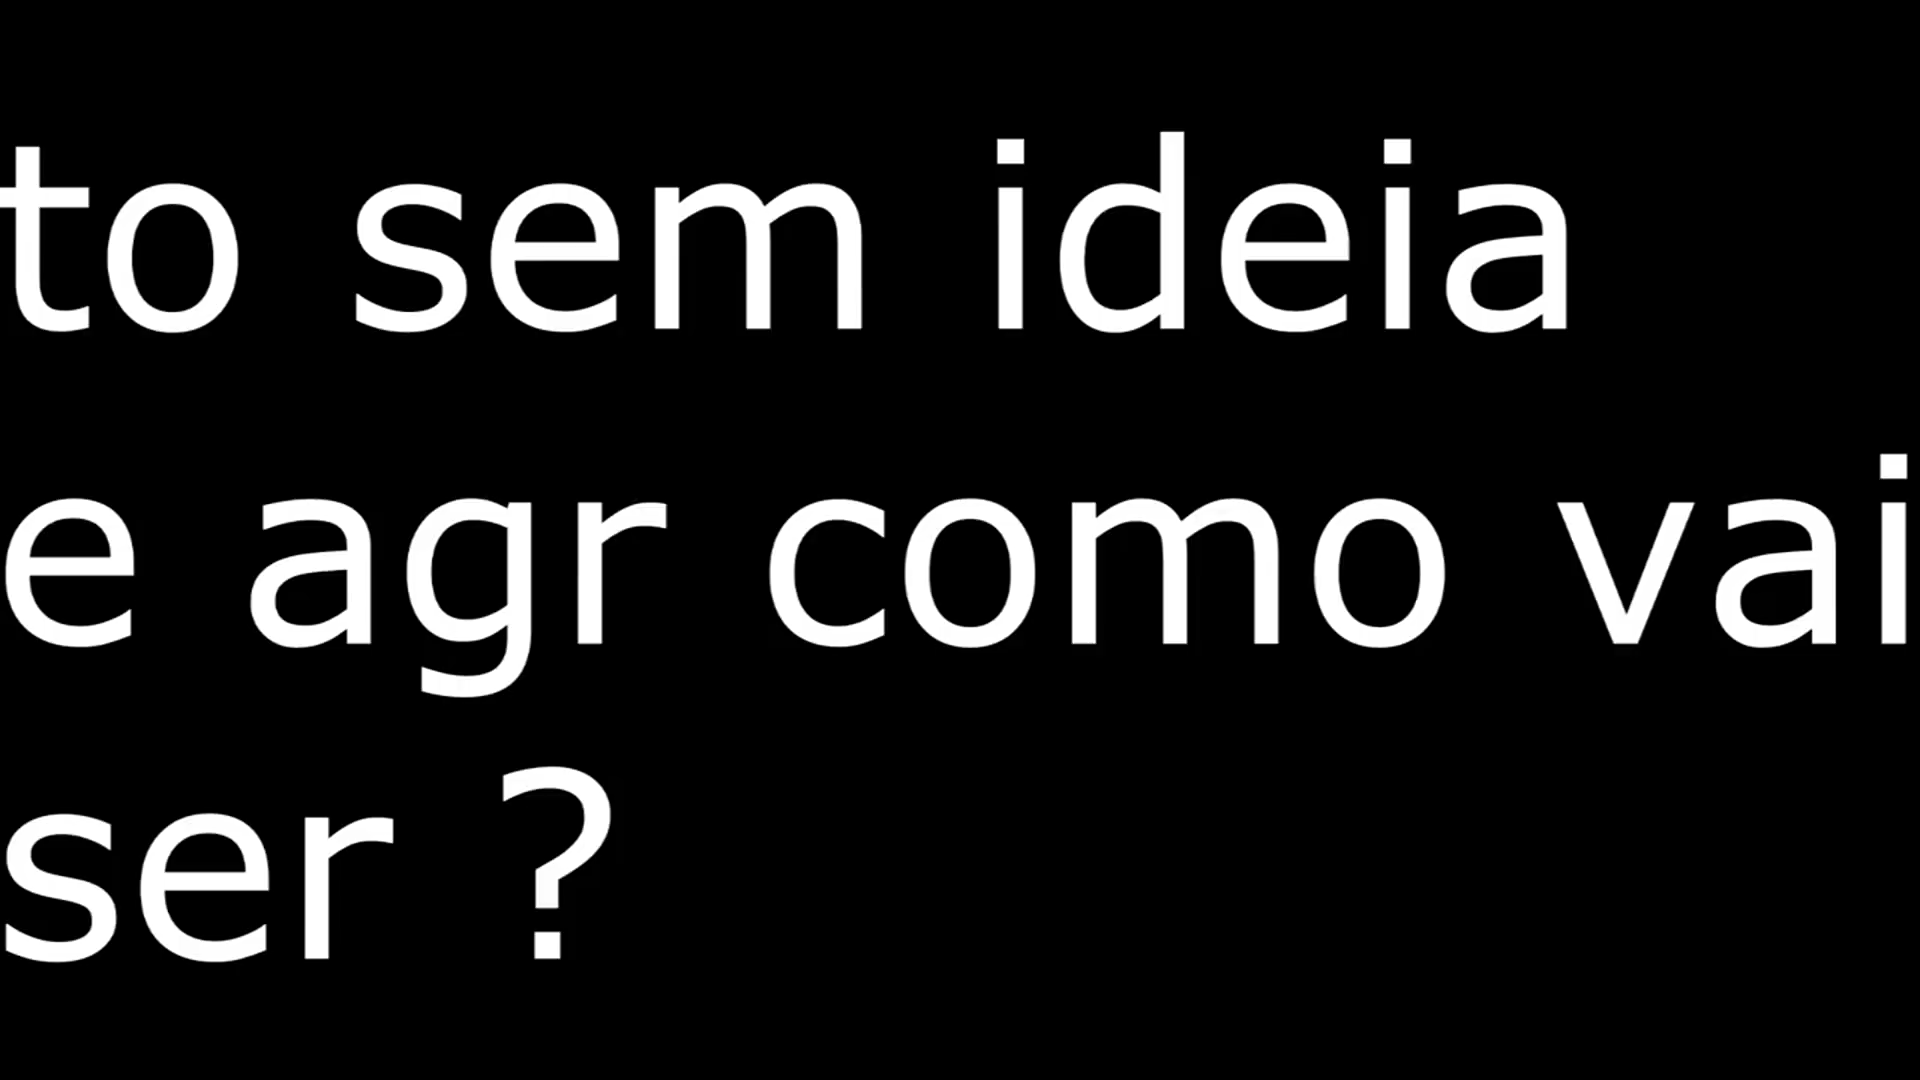 to sem ideia
e agr como vai
ser ?